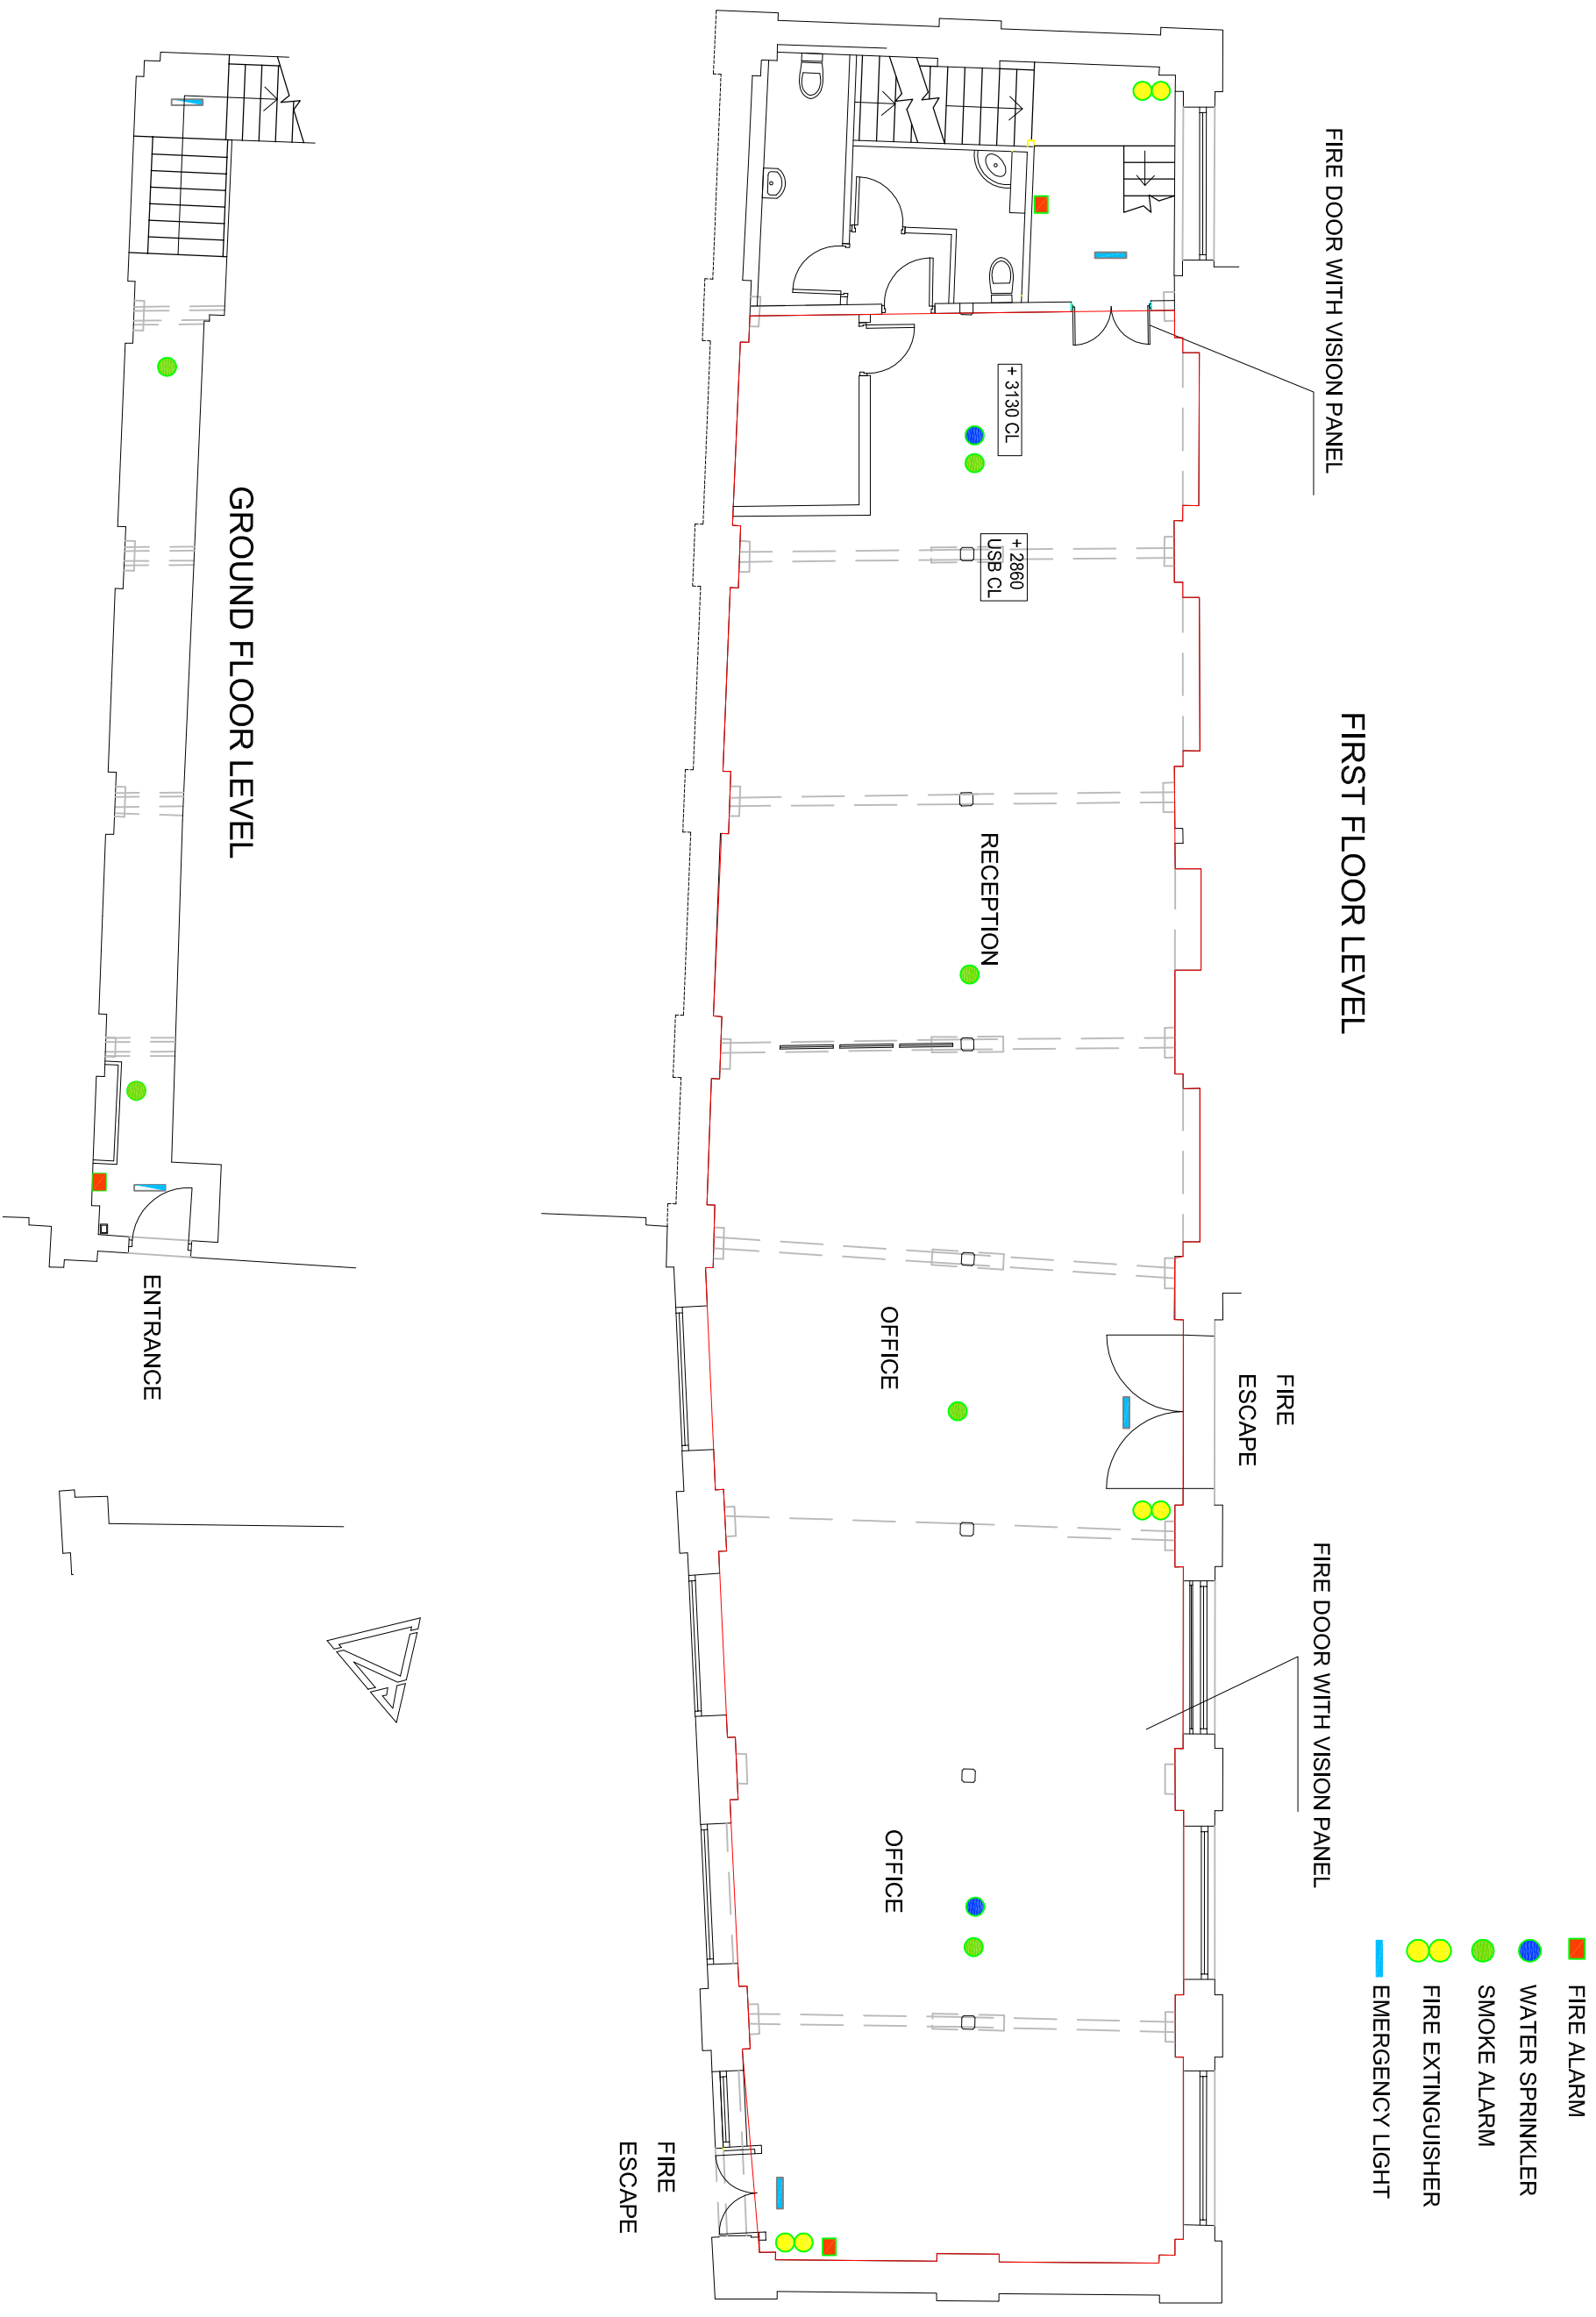 FIRST FLOOR LEVEL
FIRE DOOR WITH VISION PANEL
FIRE DOOR WITH VISION PANEL
FIRE ALARM
WATER SPRINKLER
SMOKE ALARM
FIRE EXTINGUISHER
EMERGENCY LIGHT
FIRE
ESCAPE
+ 3130 CL
+ 2860
USB CL
RECEPTION
OFFICE
OFFICE
FIRE
ESCAPE
GROUND FLOOR LEVEL
ENTRANCE